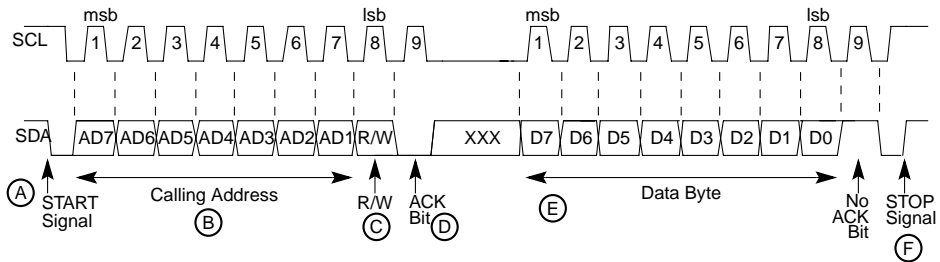 msb lsb msb lsb
SCL 1 2 3 4 5 6 7 8 9 1 2 3 4 5 6 7 8 9
SDA AD7 AD6 AD5 AD4 AD3 AD2 AD1 R/W XXX D7 D6 D5 D4 D3 D2 D1 D0
A START Signal
Calling Address
B
R/W
C
ACK Bit D
E
Data Byte
No ACK Bit
STOP Signal
F